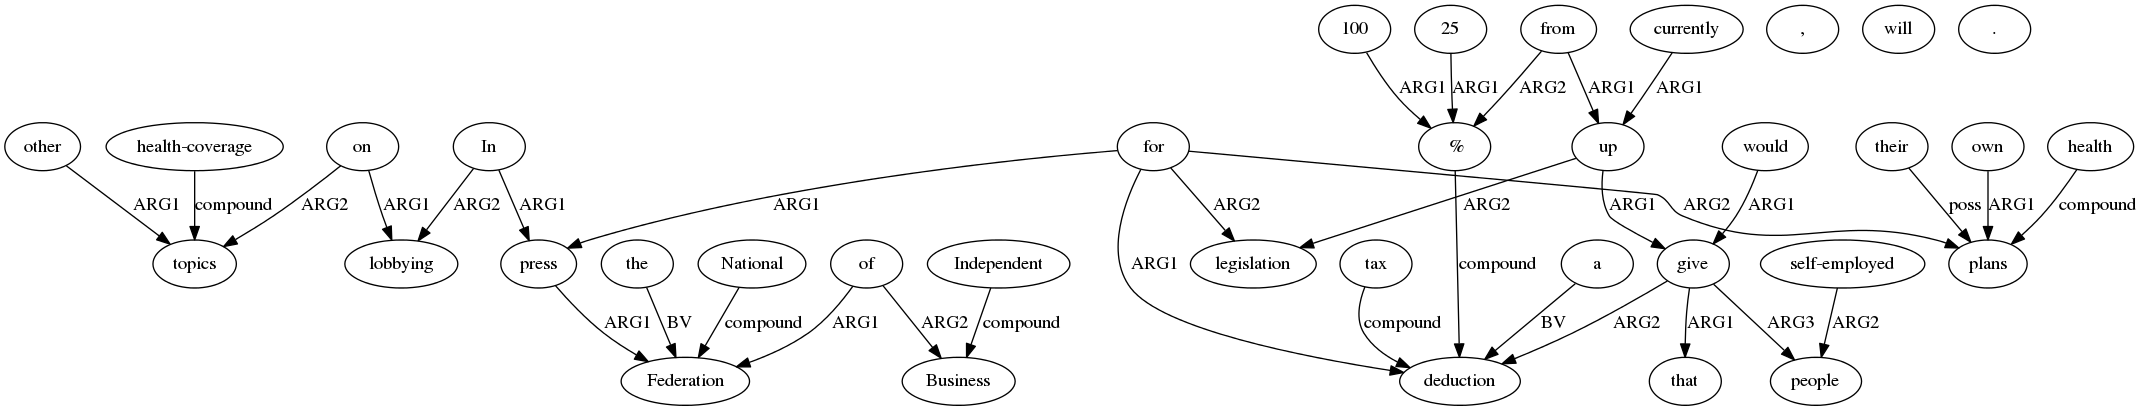 100 25 from currently , will .
ARG1 ARG1 ARG2 ARG1 ARG1
other health-coverage on In for % up would their own health
ARG1 compound ARG2 ARG1 ARG2 ARG1 ARG1 ARG2 ARG2 ARG1 ARG2 ARG1 poss ARG1 compound
topics lobbying press the National of Independent legislation tax a give self-employed plans
ARG1 BV compound ARG1 ARG2 compound ARG1 compound compound BV ARG2 ARG1 ARG3 ARG2
Federation Business deduction that people